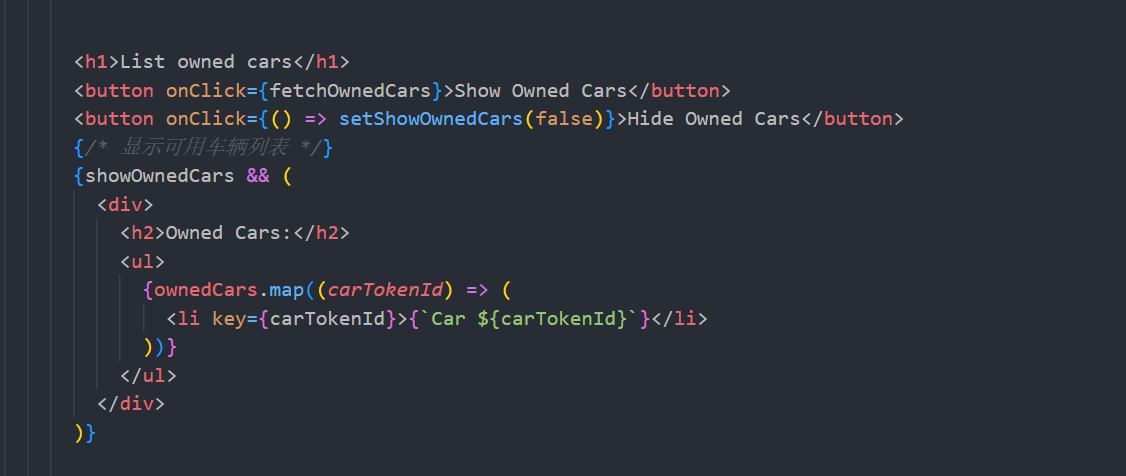 <h1>List owned cars</h1>
<button onClick={fetchOwnedCars}>Show Owned Cars</button>
<button onClick={() => setShowOwnedCars(false)}>Hide Owned Cars</button>
{/* 显示可用车辆列表 */}
{showOwnedCars && (
<div>
<h2>Owned Cars:</h2>
<ul>
{ownedCars.map((carTokenId) => (
<li key={carTokenId}>{`Car ${carTokenId}`}</li>
))}
</ul>
</div>
)}